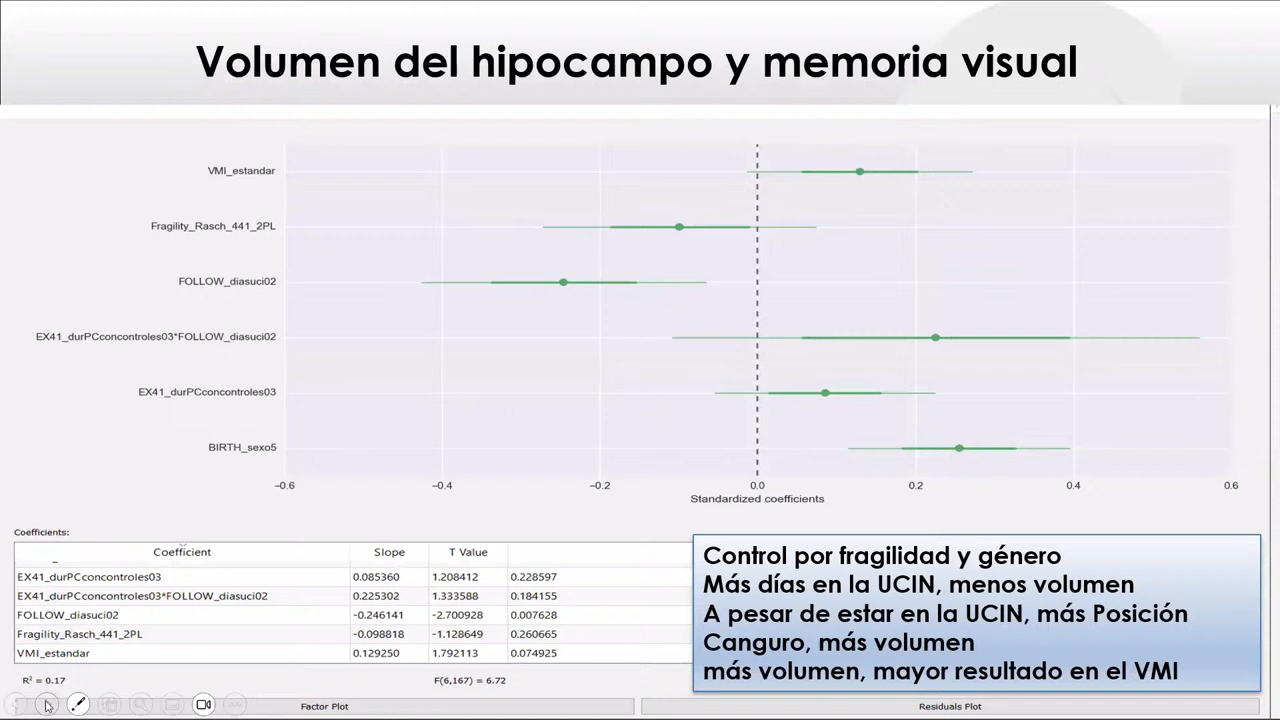 Volumen del hipocampo y memoria visual
VMI_estandar
Fragility_Rasch_441_2PL
FOLLOW_diasuci02
EX41_durPCconcontroles03*FOLLOW_diasuci02
EX41_durPCconcontroles03
BIRTH_sexo5
−0.6 −0.4 −0.2 0.0 0.2 0.4 0.6
Standardized coefficients
Coefficients:
Coefficient Slope T Value
EX41_durPCconcontroles03 0.085360 1.208412 0.228597
EX41_durPCconcontroles03*FOLLOW_diasuci02 0.225302 1.333588 0.184155
FOLLOW_diasuci02 -0.246141 -2.700928 0.007628
Fragility_Rasch_441_2PL -0.098818 -1.128649 0.260665
VMI_estandar 0.129250 1.792113 0.074925
R² = 0.17 F(6,167) = 6.72
Control por fragilidad y género
Más días en la UCIN, menos volumen
A pesar de estar en la UCIN, más Posición
Canguro, más volumen
más volumen, mayor resultado en el VMI
Factor Plot Residuals Plot